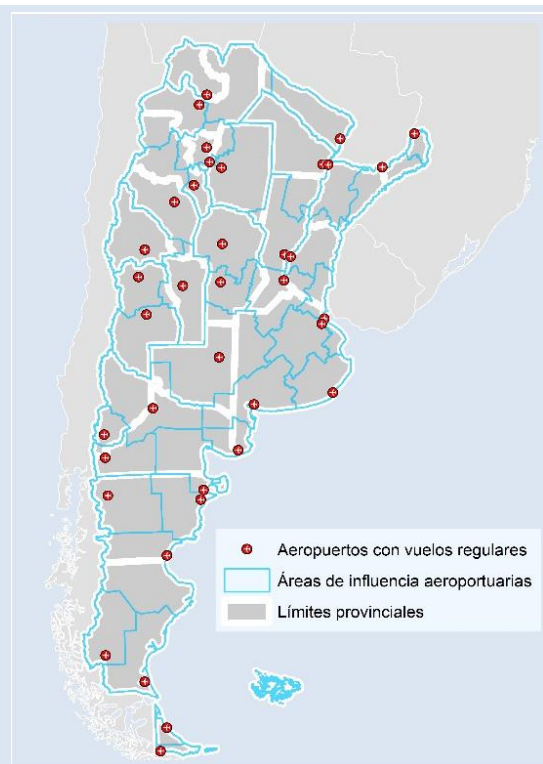 Aeropuertos con vuelos regulares
Áreas de influencia aeroportuarias
Límites provinciales